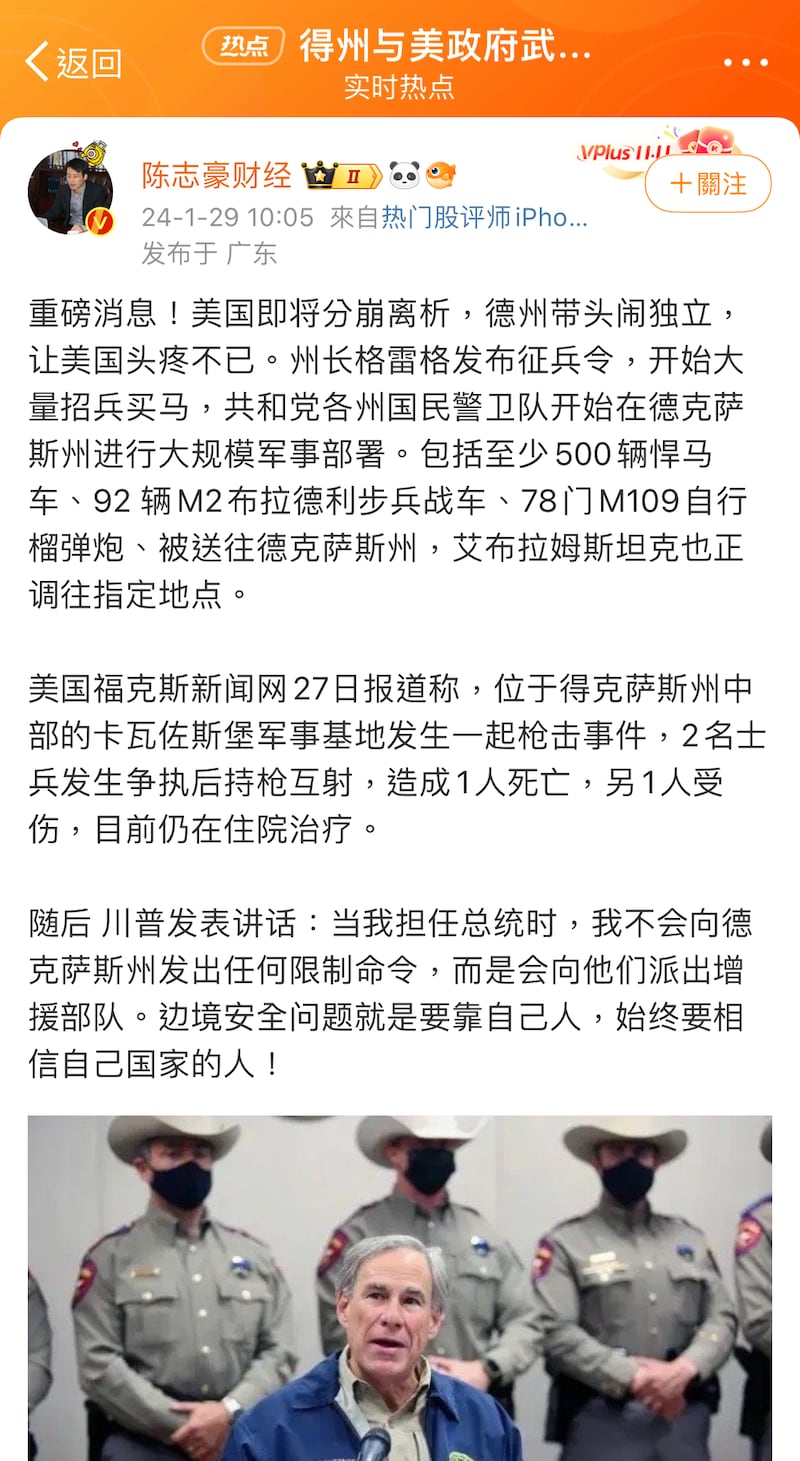 返回
热点 得州与美政府武...
实时热点
陈志豪财经 II
VPlus 11.11
+關注
24-1-29 10:05 來自热门股评师iPho...
发布于 广东
重磅消息！美国即将分崩离析，德州带头闹独立，
让美国头疼不已。州长格雷格发布征兵令，开始大
量招兵买马，共和党各州国民警卫队开始在德克萨
斯州进行大规模军事部署。包括至少500辆悍马
车、92 辆M2布拉德利步兵战车、78门M109自行
榴弹炮、被送往德克萨斯州，艾布拉姆斯坦克也正
调往指定地点。
美国福克斯新闻网27日报道称，位于得克萨斯州中
部的卡瓦佐斯堡军事基地发生一起枪击事件，2名士
兵发生争执后持枪互射，造成1人死亡，另1人受
伤，目前仍在住院治疗。
随后 川普发表讲话：当我担任总统时，我不会向德
克萨斯州发出任何限制命令，而是会向他们派出增
援部队。边境安全问题就是要靠自己人，始终要相
信自己国家的人！